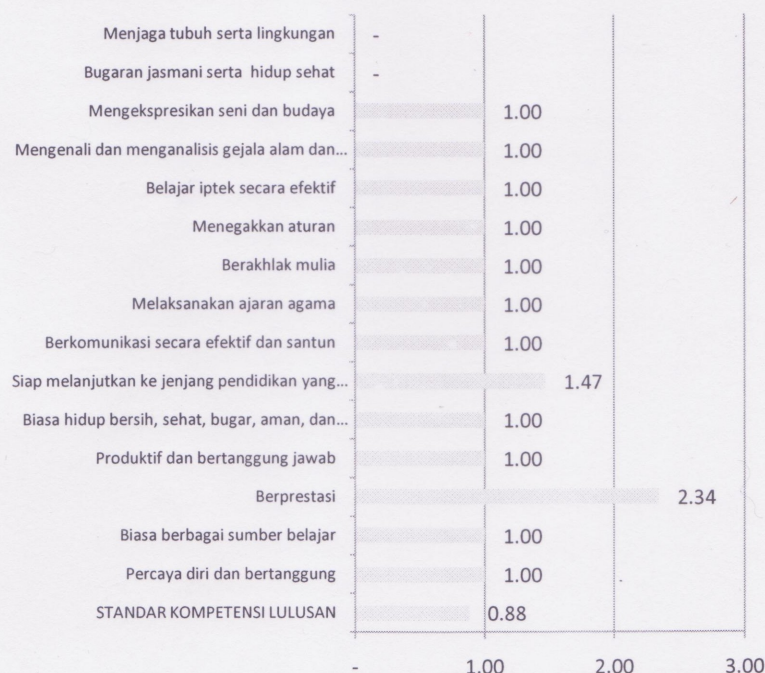 Menjaga tubuh serta lingkungan -
Bugaran jasmani serta hidup sehat -
Mengekspresikan seni dan budaya 1.00
Mengenali dan menganalisis gejala alam dan... 1.00
Belajar iptek secara efektif 1.00
Menegakkan aturan 1.00
Berakhlak mulia 1.00
Melaksanakan ajaran agama 1.00
Berkomunikasi secara efektif dan santun 1.00
Siap melanjutkan ke jenjang pendidikan yang... 1.47
Biasa hidup bersih, sehat, bugar, aman, dan... 1.00
Produktif dan bertanggung jawab 1.00
Berprestasi 2.34
Biasa berbagai sumber belajar 1.00
Percaya diri dan bertanggung 1.00
STANDAR KOMPETENSI LULUSAN 0.88
- 1.00 2.00 3.00